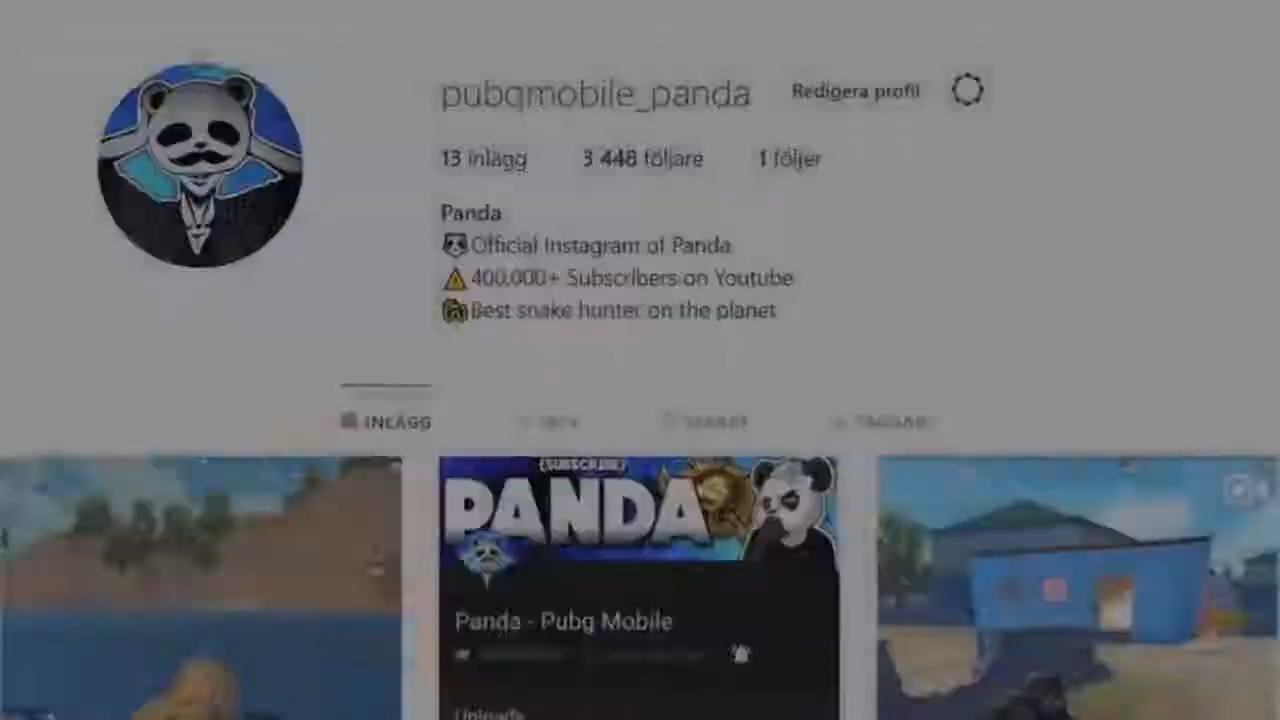 pubgmobile_panda Redigera profil
13 inlägg 3 448 följare 1 följer
Panda
Official Instagram of Panda
400.000+ Subscribers on Youtube
Best snake hunter on the planet
INLÄGG
(SUBSCRIBE)
PANDA
Panda - Pubg Mobile
Uploads